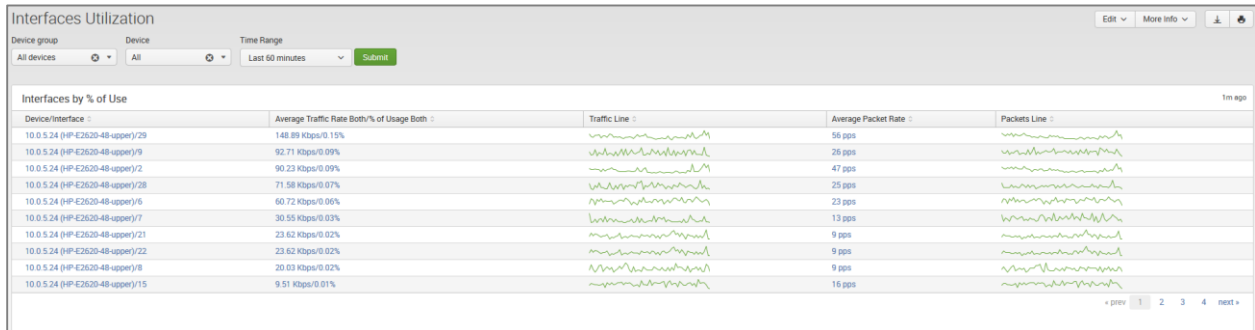 Interfaces Utilization
Edit More Info
Device group Device Time Range
All devices All Last 60 minutes Submit
Interfaces by % of Use 1m ago
Device/Interface Average Traffic Rate Both/% of Usage Both Traffic Line Average Packet Rate Packets Line
10.0.5.24 (HP-E2620-48-upper)/29 148.89 Kbps/0.15% 56 pps
10.0.5.24 (HP-E2620-48-upper)/9 92.71 Kbps/0.09% 26 pps
10.0.5.24 (HP-E2620-48-upper)/2 90.23 Kbps/0.09% 47 pps
10.0.5.24 (HP-E2620-48-upper)/28 71.58 Kbps/0.07% 25 pps
10.0.5.24 (HP-E2620-48-upper)/6 60.72 Kbps/0.06% 23 pps
10.0.5.24 (HP-E2620-48-upper)/7 30.55 Kbps/0.03% 13 pps
10.0.5.24 (HP-E2620-48-upper)/21 23.62 Kbps/0.02% 9 pps
10.0.5.24 (HP-E2620-48-upper)/22 23.62 Kbps/0.02% 9 pps
10.0.5.24 (HP-E2620-48-upper)/8 20.03 Kbps/0.02% 9 pps
10.0.5.24 (HP-E2620-48-upper)/15 9.51 Kbps/0.01% 16 pps
« prev 1 2 3 4 next »